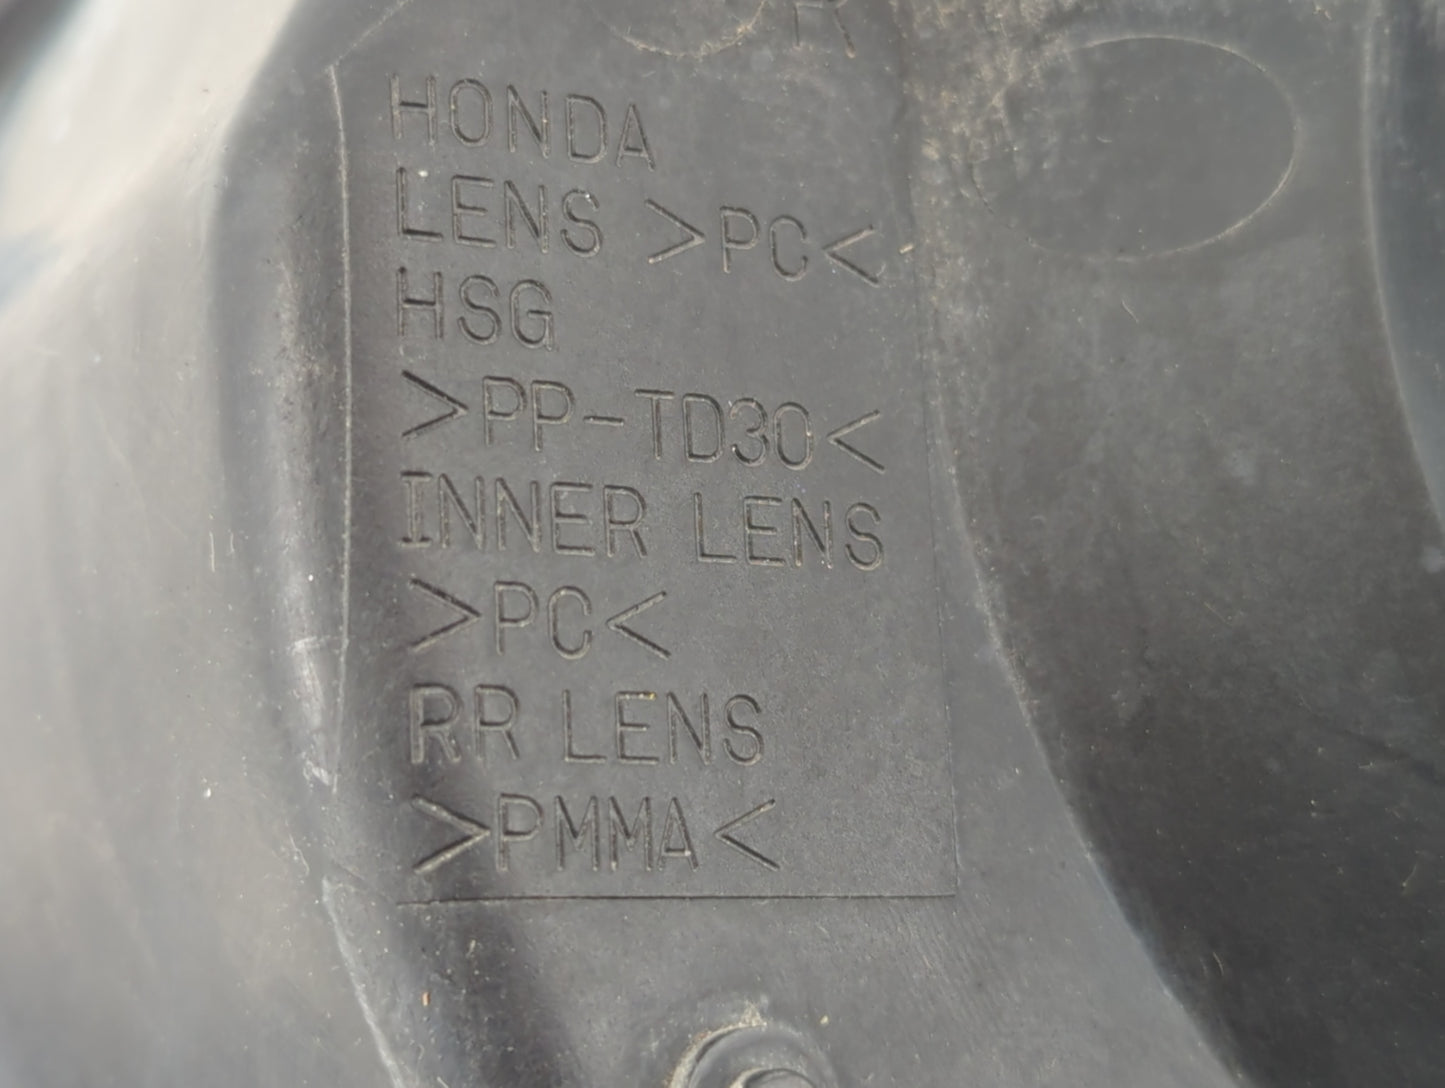 R
HONDA
LENS >PC<
HSG
>PP-TD30<
INNER LENS
>PC<
RR LENS
>PMMA<